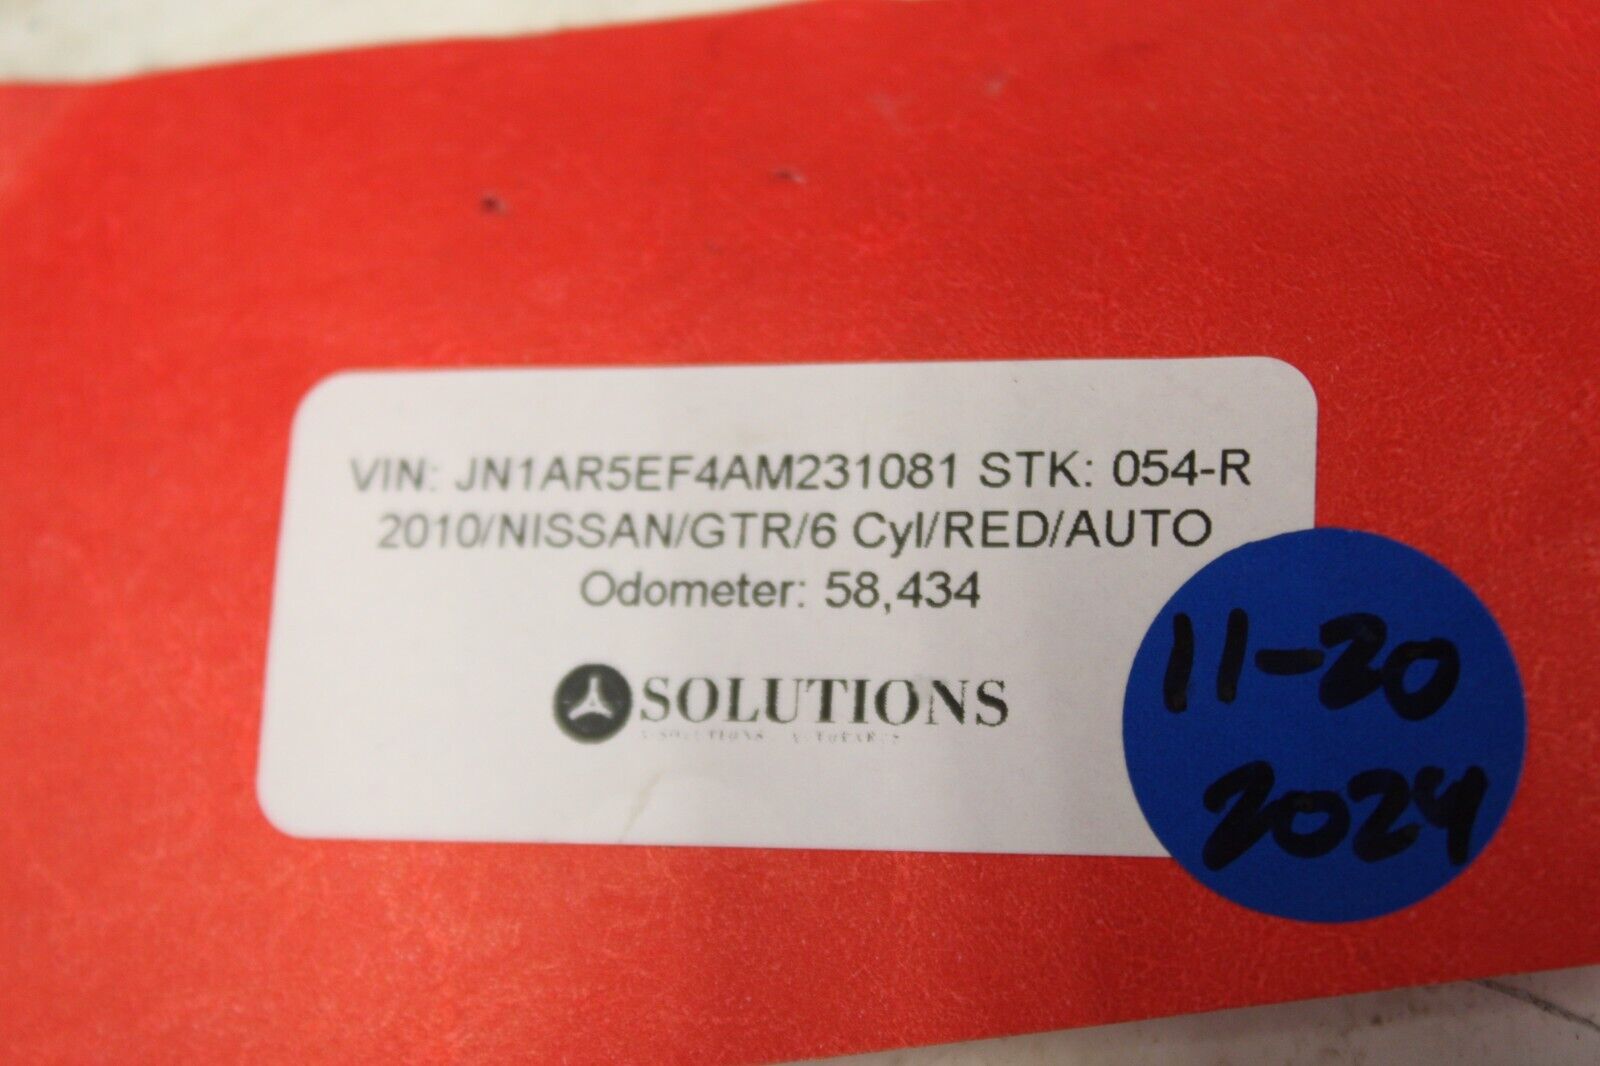 VIN: JN1AR5EF4AM231081 STK: 054-R
2010/NISSAN/GTR/6 Cyl/RED/AUTO
Odometer: 58,434
SOLUTIONS
11-20
2024